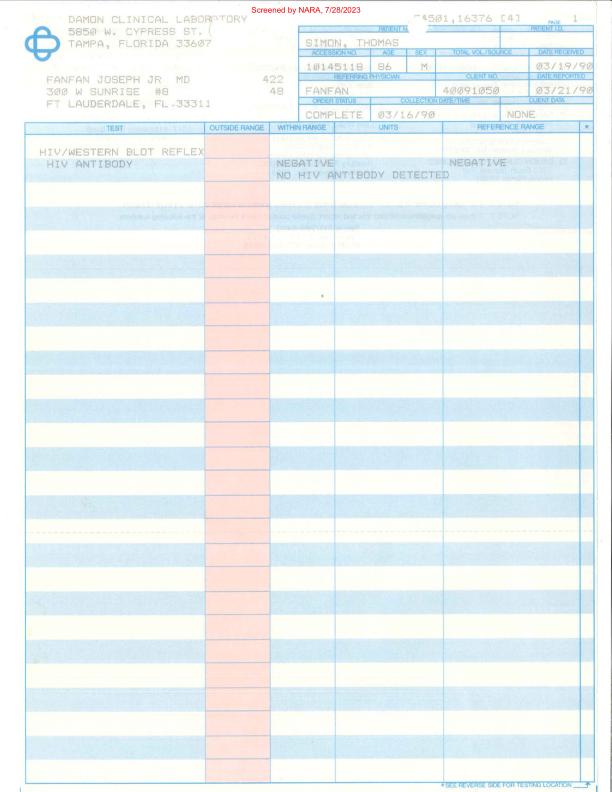 Screened by NARA, 7/28/2023
DAMON CLINICAL LABORATORY
5850 W. CYPRESS ST. (
TAMPA, FLORIDA 33607
4501,16376 [4] PAGE 1
PATIENT PATIENT I.D.
SIMON, THOMAS
ACCESSION NO. AGE SEX TOTAL VOL./SOURCE DATE RECEIVED
10145118 86 M 03/19/90
FANFAN JOSEPH JR MD 422
300 W SUNRISE #8 48
FT LAUDERDALE, FL 33311
REFERRING PHYSICIAN CLIENT NO. DATE REPORTED
FANFAN 40091050 03/21/90
ORDER STATUS COLLECTION DATE/TIME CLIENT DATA
COMPLETE 03/16/90 NONE
TEST OUTSIDE RANGE WITHIN RANGE UNITS REFERENCE RANGE *
HIV/WESTERN BLOT REFLEX
HIV ANTIBODY NEGATIVE NEGATIVE
NO HIV ANTIBODY DETECTED
* SEE REVERSE SIDE FOR TESTING LOCATION